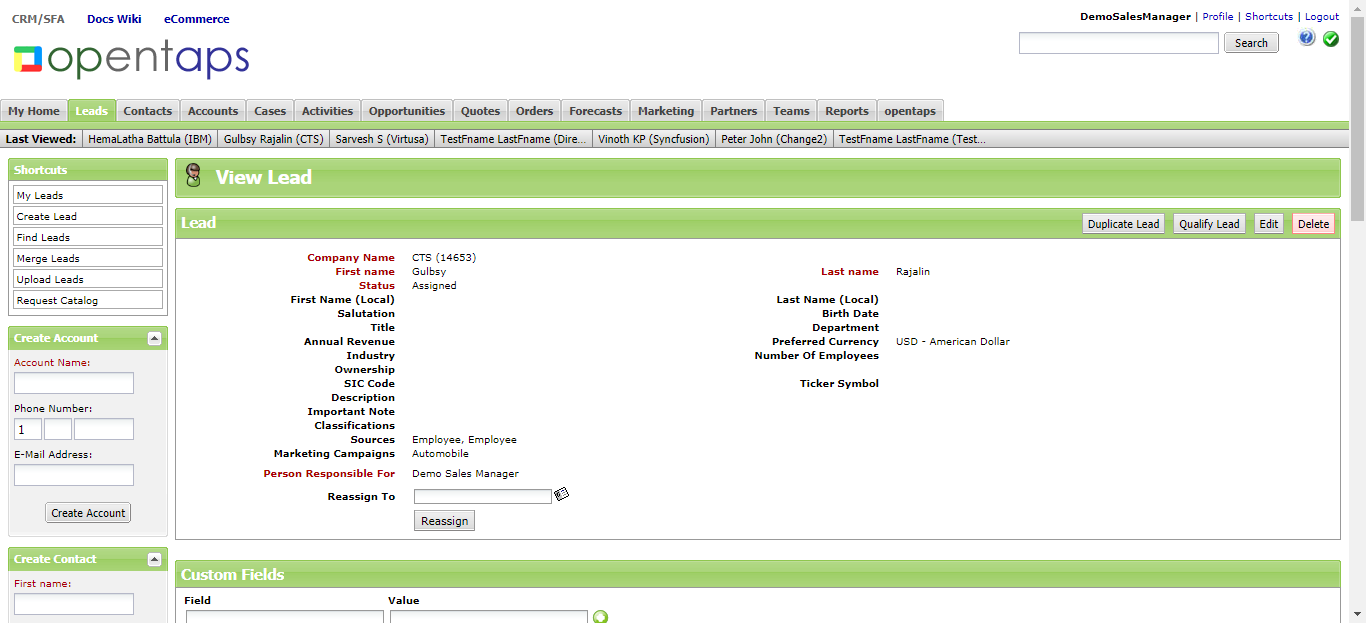 CRM/SFA Docs Wiki eCommerce
DemoSalesManager | Profile | Shortcuts | Logout
opentaps
Search
My Home Leads Contacts Accounts Cases Activities Opportunities Quotes Orders Forecasts Marketing Partners Teams Reports opentaps
Last Viewed: HemaLatha Battula (IBM) Gulbsy Rajalin (CTS) Sarvesh S (Virtusa) TestFname LastFname (Dire... Vinoth KP (Syncfusion) Peter John (Change2) TestFname LastFname (Test...
Shortcuts
My Leads
Create Lead
Find Leads
Merge Leads
Upload Leads
Request Catalog
Create Account
Account Name:
Phone Number:
1
E-Mail Address:
Create Account
Create Contact
First name:
View Lead
Lead Duplicate Lead Qualify Lead Edit Delete
Company Name CTS (14653)
First name Gulbsy Last name Rajalin
Status Assigned
First Name (Local) Last Name (Local)
Salutation Birth Date
Title Department
Annual Revenue Preferred Currency USD - American Dollar
Industry Number Of Employees
Ownership
SIC Code Ticker Symbol
Description
Important Note
Classifications
Sources Employee, Employee
Marketing Campaigns Automobile
Person Responsible For Demo Sales Manager
Reassign To
Reassign
Custom Fields
Field Value